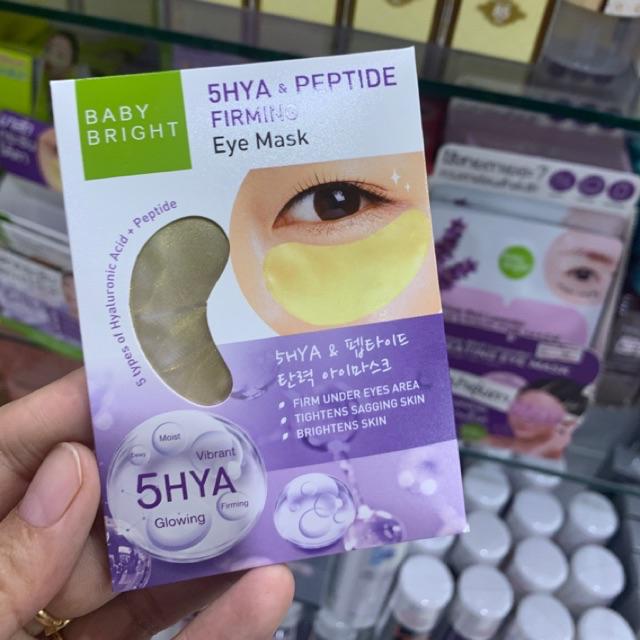 BABY
BRIGHT
5HYA & PEPTIDE
FIRMING
Eye Mask
5 types of Hyaluronic Acid + Peptide
5HYA & 펩타이드
탄력 아이마스크
FIRM UNDER EYES AREA
TIGHTENS SAGGING SKIN
BRIGHTENS SKIN
Moist
Dewy
Vibrant
5HYA
Firming
Glowing
EYE MASK